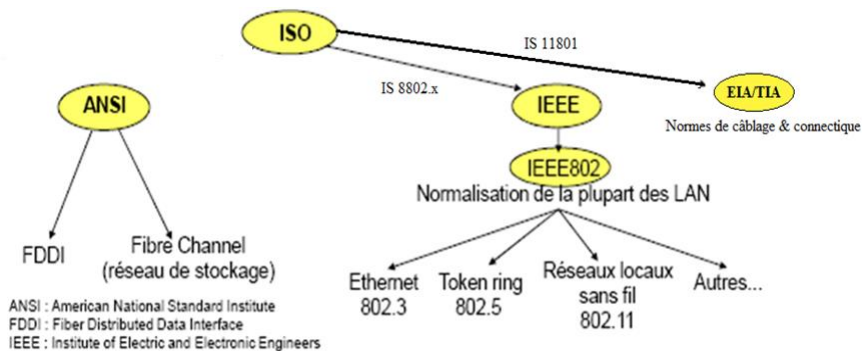 ISO
IS 11801
IS 8802.x
ANSI
IEEE
EIA/TIA
Normes de câblage & connectique
IEEE802
Normalisation de la plupart des LAN
FDDI
Fibre Channel
(réseau de stockage)
Ethernet
802.3
Token ring
802.5
Réseaux locaux
sans fil
802.11
Autres...
ANSI : American National Standard Institute
FDDI : Fiber Distributed Data Interface
IEEE : Institute of Electric and Electronic Engineers